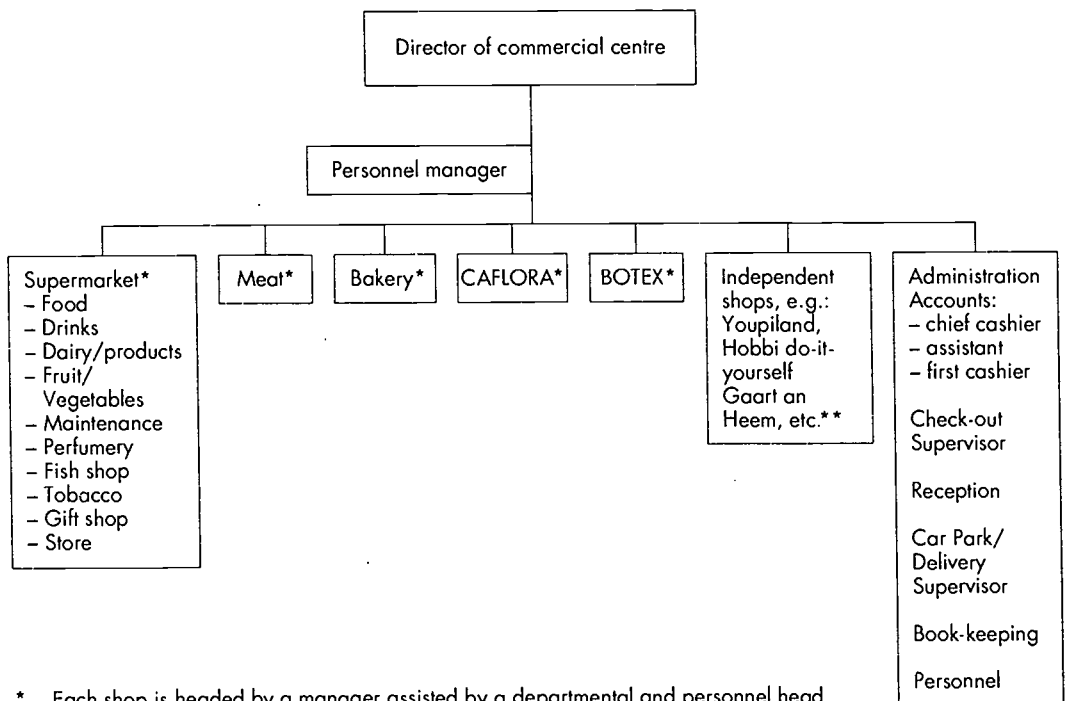 Director of commercial centre
Personnel manager
Supermarket*
– Food
– Drinks
– Dairy/products
– Fruit/
Vegetables
– Maintenance
– Perfumery
– Fish shop
– Tobacco
– Gift shop
– Store
Meat*
Bakery*
CAFLORA*
BOTEX*
Independent
shops, e.g.:
Youpiland,
Hobbi do-it-
yourself
Gaart an
Heem, etc.**
Administration
Accounts:
– chief cashier
– assistant
– first cashier
Check-out
Supervisor
Reception
Car Park/
Delivery
Supervisor
Book-keeping
Personnel
* Each shop is headed by a manager assisted by a departmental and personnel head